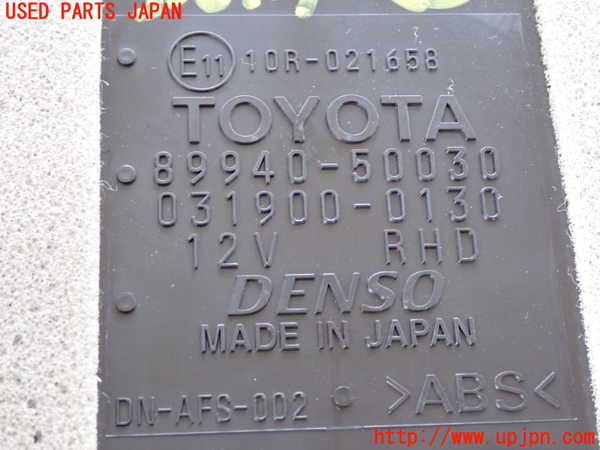 USED PARTS JAPAN
E11 10R-021658
TOYOTA
89940-50030
031900-0130
12V RHD
DENSO
MADE IN JAPAN
DN-AFS-002 >ABS<
http://www.upjpn.com/